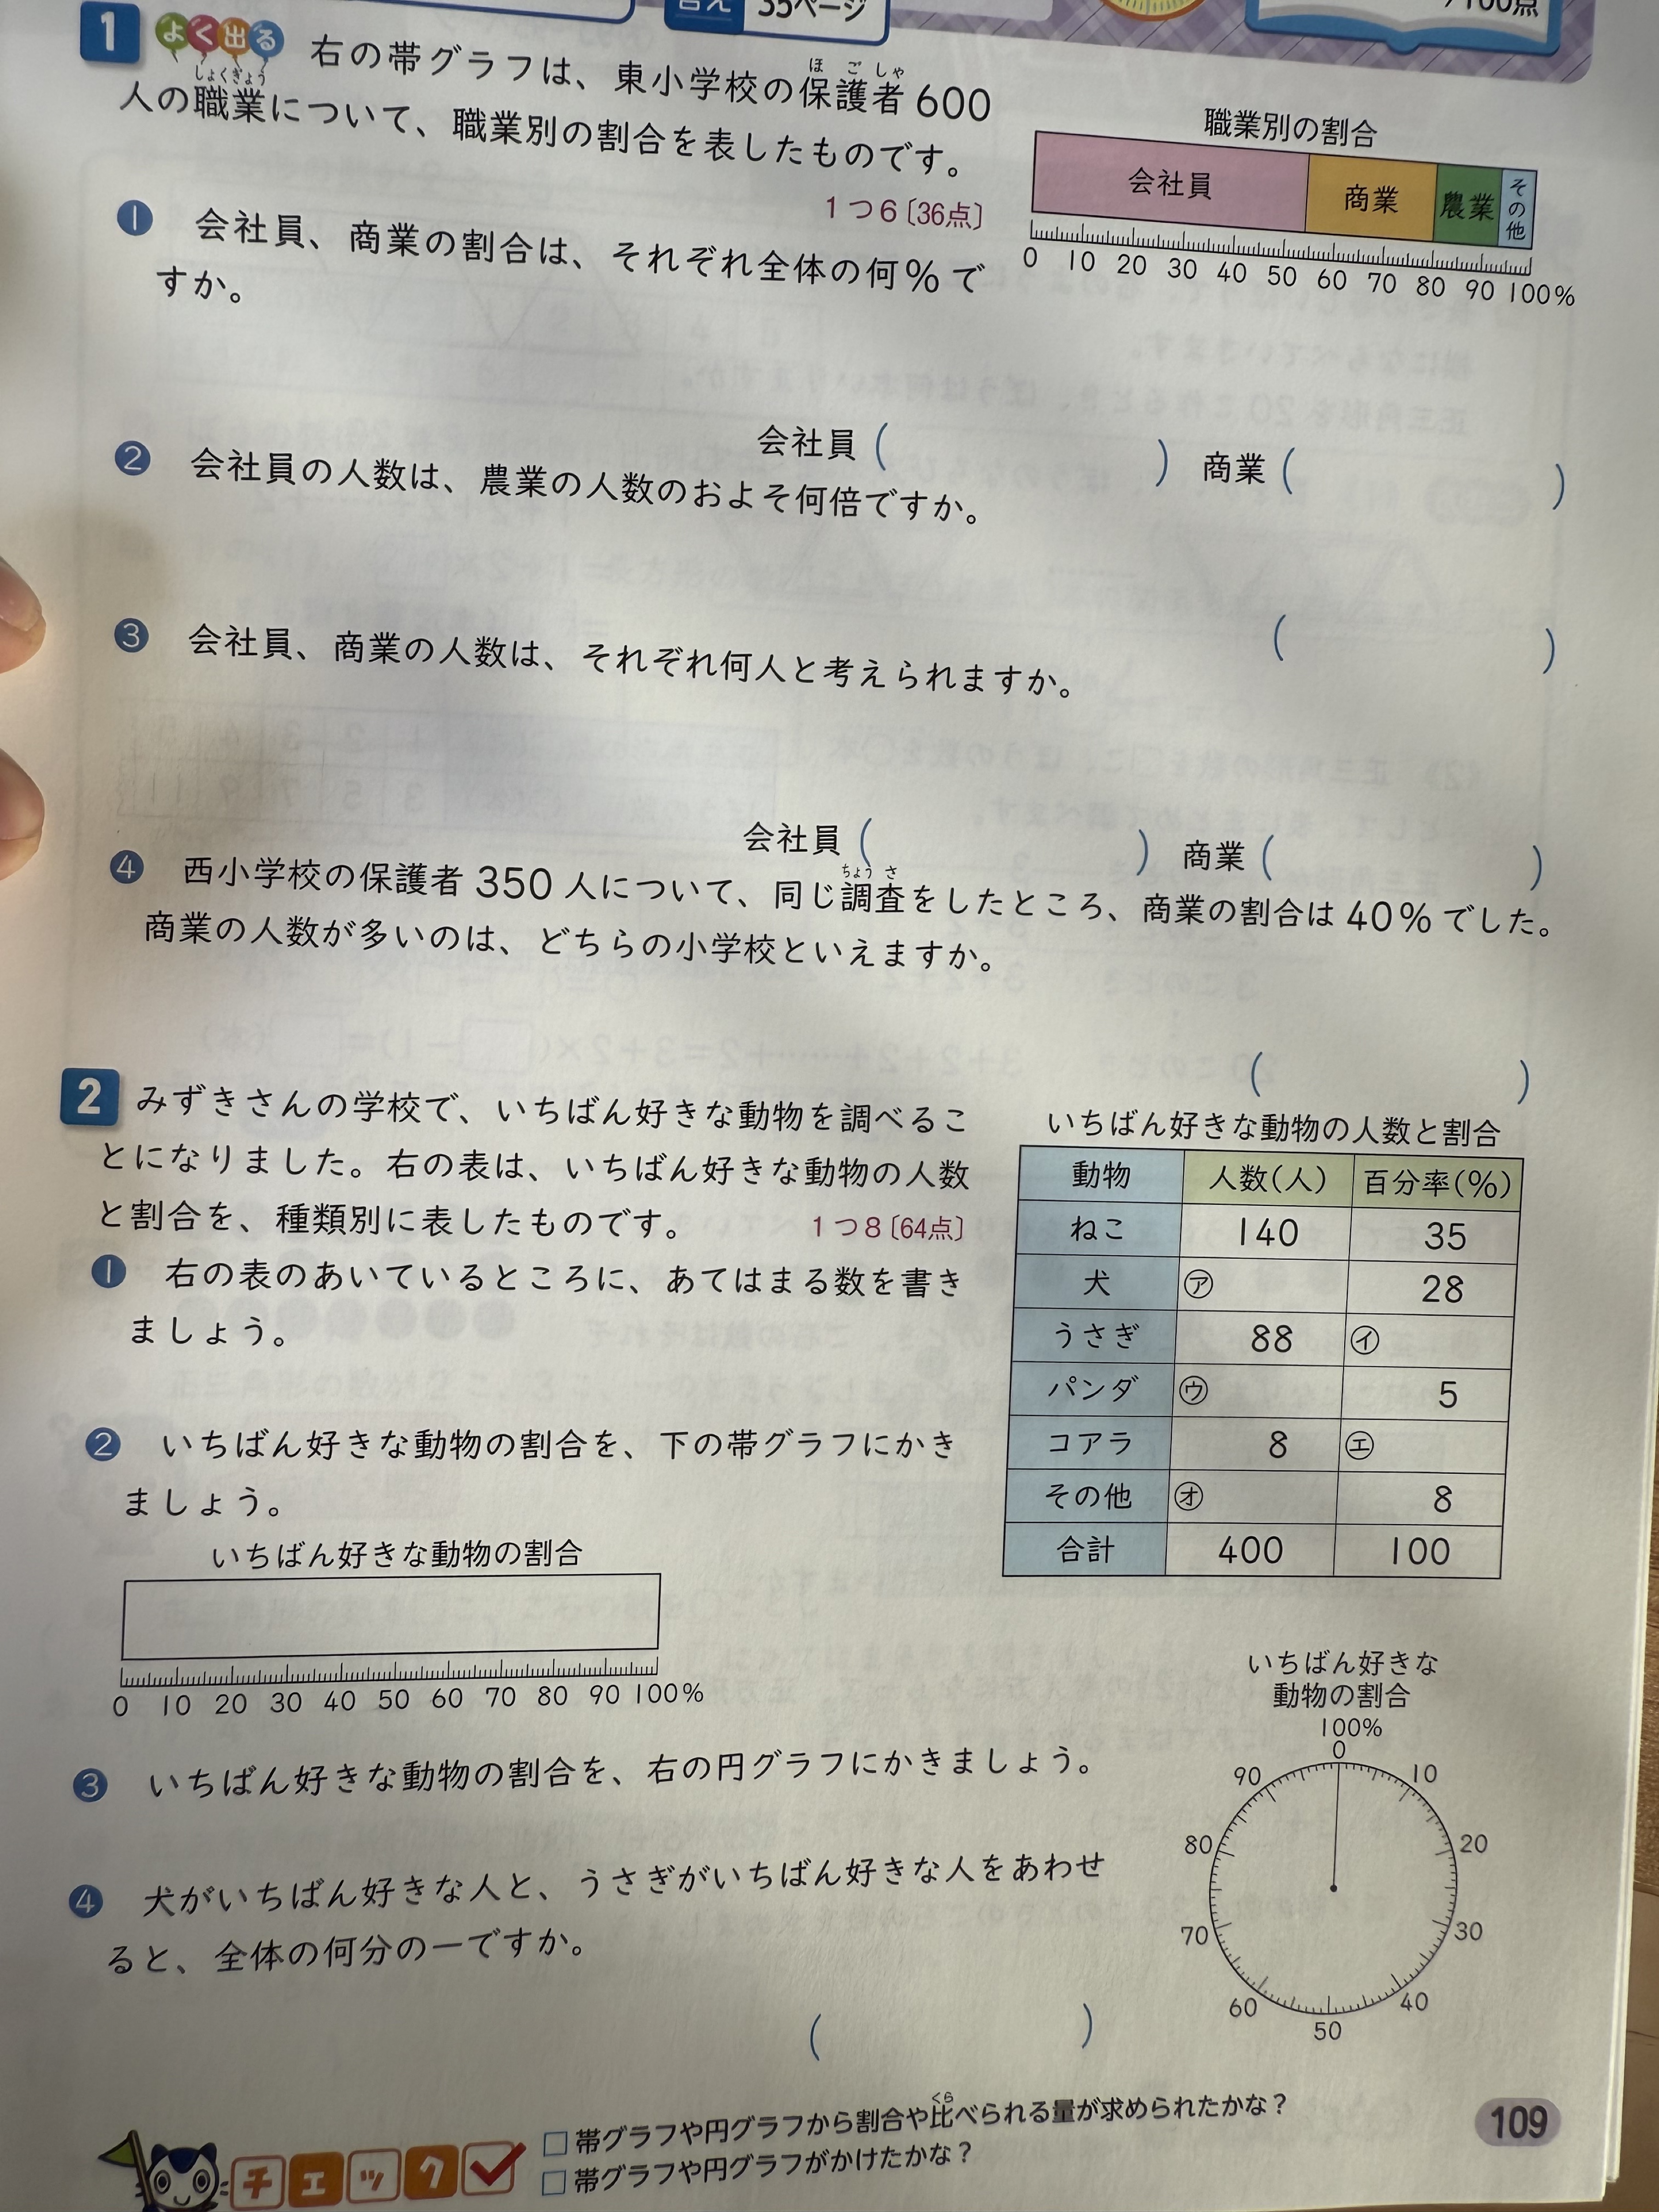 答え 35ページ
/100点
1 よく出る 右の帯グラフは、東小学校の保護者600
ほごしゃ
人の職業について、職業別の割合を表したものです。
しょくぎょう
1つ6〔36点〕
職業別の割合
会社員 商業 農業 その他
0 10 20 30 40 50 60 70 80 90 100%
❶ 会社員、商業の割合は、それぞれ全体の何%で
すか。
会社員( ) 商業( )
❷ 会社員の人数は、農業の人数のおよそ何倍ですか。
( )
❸ 会社員、商業の人数は、それぞれ何人と考えられますか。
会社員( ) 商業( )
❹ 西小学校の保護者350人について、同じ調査をしたところ、商業の割合は40%でした。
ちょうさ
商業の人数が多いのは、どちらの小学校といえますか。
( )
2 みずきさんの学校で、いちばん好きな動物を調べるこ
とになりました。右の表は、いちばん好きな動物の人数
と割合を、種類別に表したものです。 1つ8〔64点〕
❶ 右の表のあいているところに、あてはまる数を書き
ましょう。
いちばん好きな動物の人数と割合
動物 人数(人) 百分率(%)
ねこ 140 35
犬 ㋐ 28
うさぎ 88 ㋑
パンダ ㋒ 5
コアラ 8 ㋓
その他 ㋔ 8
合計 400 100
❷ いちばん好きな動物の割合を、下の帯グラフにかき
ましょう。
いちばん好きな動物の割合
0 10 20 30 40 50 60 70 80 90 100%
❸ いちばん好きな動物の割合を、右の円グラフにかきましょう。
いちばん好きな
動物の割合
100%
0
10
20
30
40
50
60
70
80
90
❹ 犬がいちばん好きな人と、うさぎがいちばん好きな人をあわせ
ると、全体の何分の一ですか。
( )
チェック
□帯グラフや円グラフから割合や比べられる量が求められたかな？
くら
□帯グラフや円グラフがかけたかな？
109